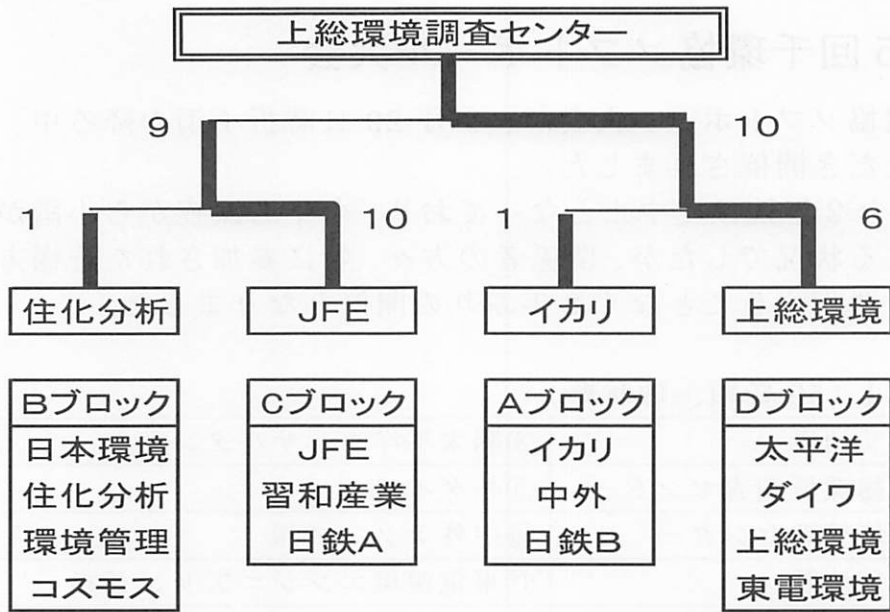 上総環境調査センター
9 10
1 10 1 6
住化分析 JFE イカリ 上総環境
Bブロック Cブロック Aブロック Dブロック
日本環境 JFE イカリ 太平洋
住化分析 習和産業 中外 ダイワ
環境管理 日鉄A 日鉄B 上総環境
コスモス 東電環境